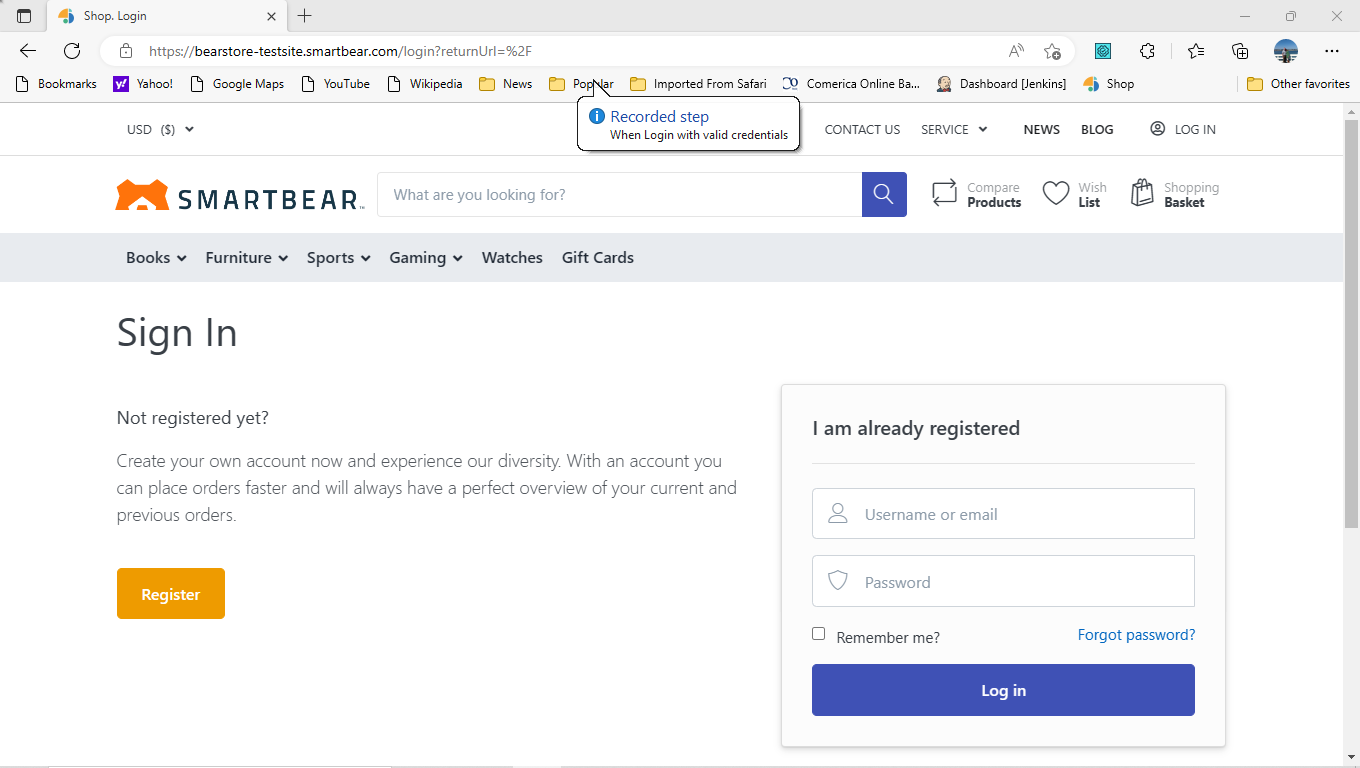 Shop. Login
https://bearstore-testsite.smartbear.com/login?returnUrl=%2F
Bookmarks Yahoo! Google Maps YouTube Wikipedia News Popular Imported From Safari Comerica Online Ba... Dashboard [Jenkins] Shop Other favorites
Recorded step
When Login with valid credentials
USD ($) CONTACT US SERVICE NEWS BLOG LOG IN
SMARTBEAR™
What are you looking for?
Compare
Products
Wish
List
Shopping
Basket
Books Furniture Sports Gaming Watches Gift Cards
Sign In
Not registered yet?
Create your own account now and experience our diversity. With an account you
can place orders faster and will always have a perfect overview of your current and
previous orders.
Register
I am already registered
Username or email
Password
Remember me? Forgot password?
Log in